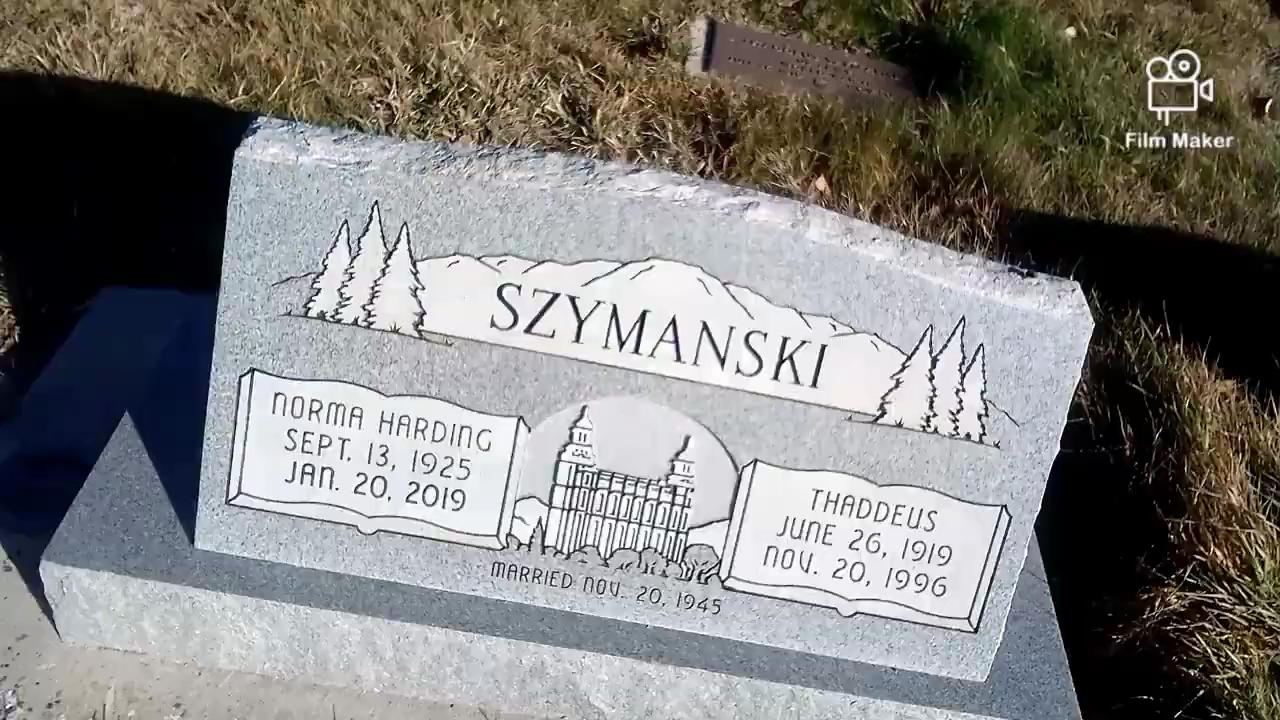 Film Maker
SZYMANSKI
NORMA HARDING
SEPT. 13, 1925
JAN. 20, 2019
THADDEUS
JUNE 26, 1919
NOV. 20, 1996
MARRIED NOV. 20, 1945